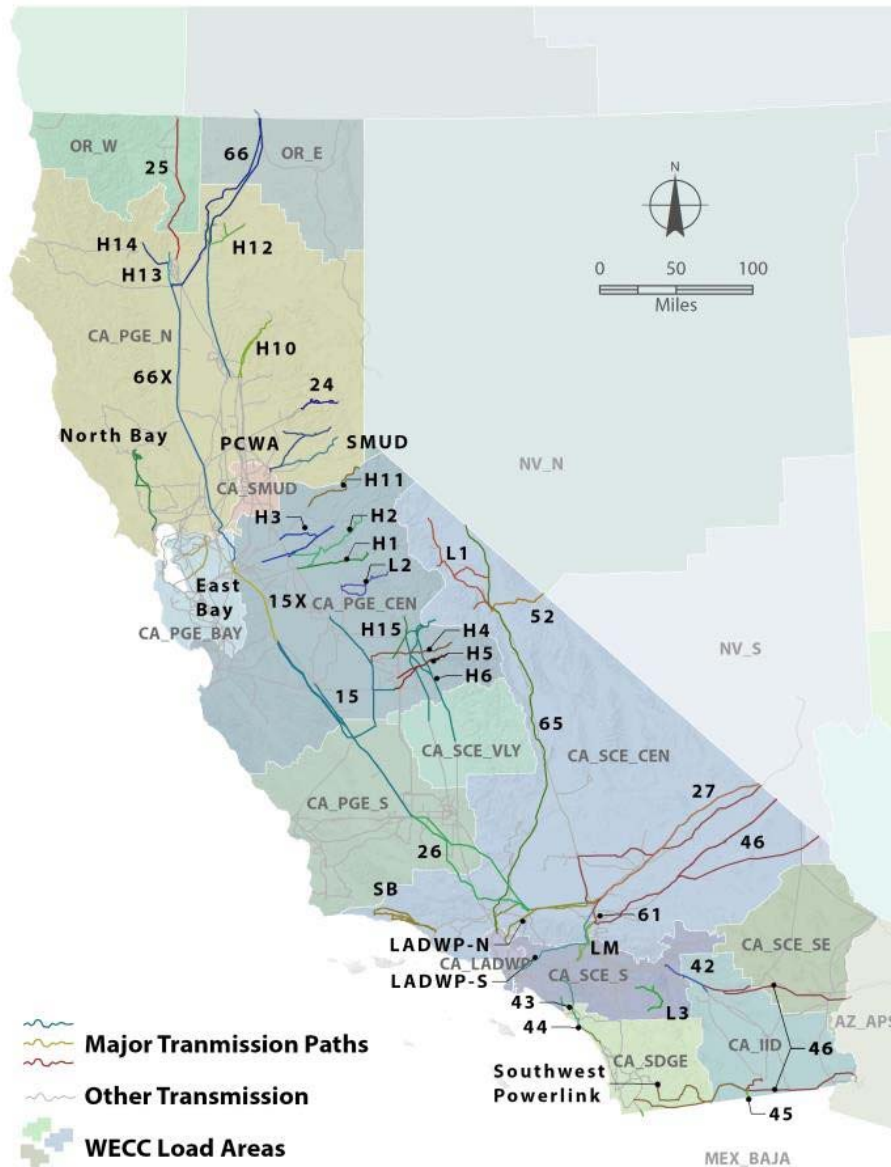 OR_W
25
66
OR_E
N
H14
H12
H13
0 50 100
Miles
CA_PGE_N
H10
66X
24
North Bay
PCWA
SMUD
NV_N
CA_SMUD
H11
H3
H2
H1
L1
L2
East
Bay
15X
CA_PGE_CEN
52
CA_PGE_BAY
H15
H4
H5
NV_S
H6
15
65
CA_SCE_VLY
CA_SCE_CEN
27
CA_PGE_S
46
26
SB
61
LADWP-N
LM
CA_LADWP
CA_SCE_SE
LADWP-S
CA_SCE_S
42
43
L3
44
AZ_APS
CA_SDGE
CA_IID
46
Southwest
Powerlink
45
Major Tranmission Paths
Other Transmission
WECC Load Areas
MEX_BAJA